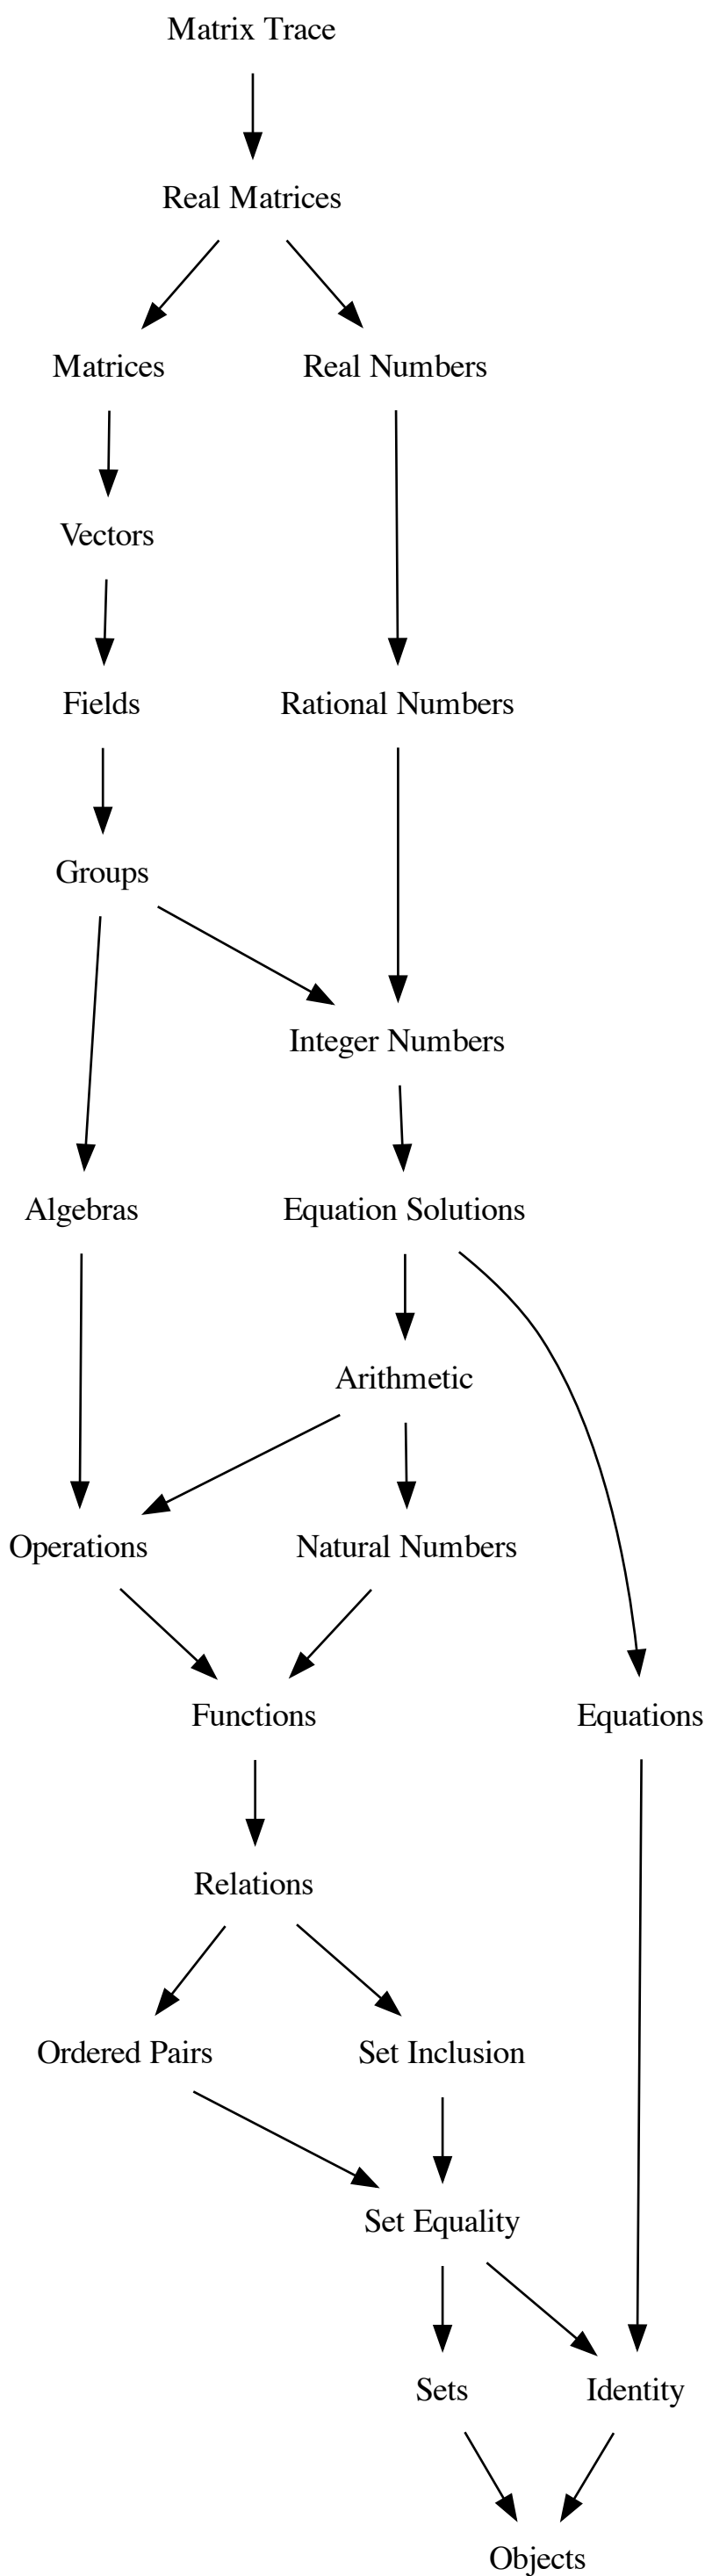 Matrix Trace
Real Matrices
Matrices
Real Numbers
Vectors
Fields
Rational Numbers
Groups
Integer Numbers
Algebras
Equation Solutions
Arithmetic
Operations
Natural Numbers
Functions
Equations
Relations
Ordered Pairs
Set Inclusion
Set Equality
Sets
Identity
Objects